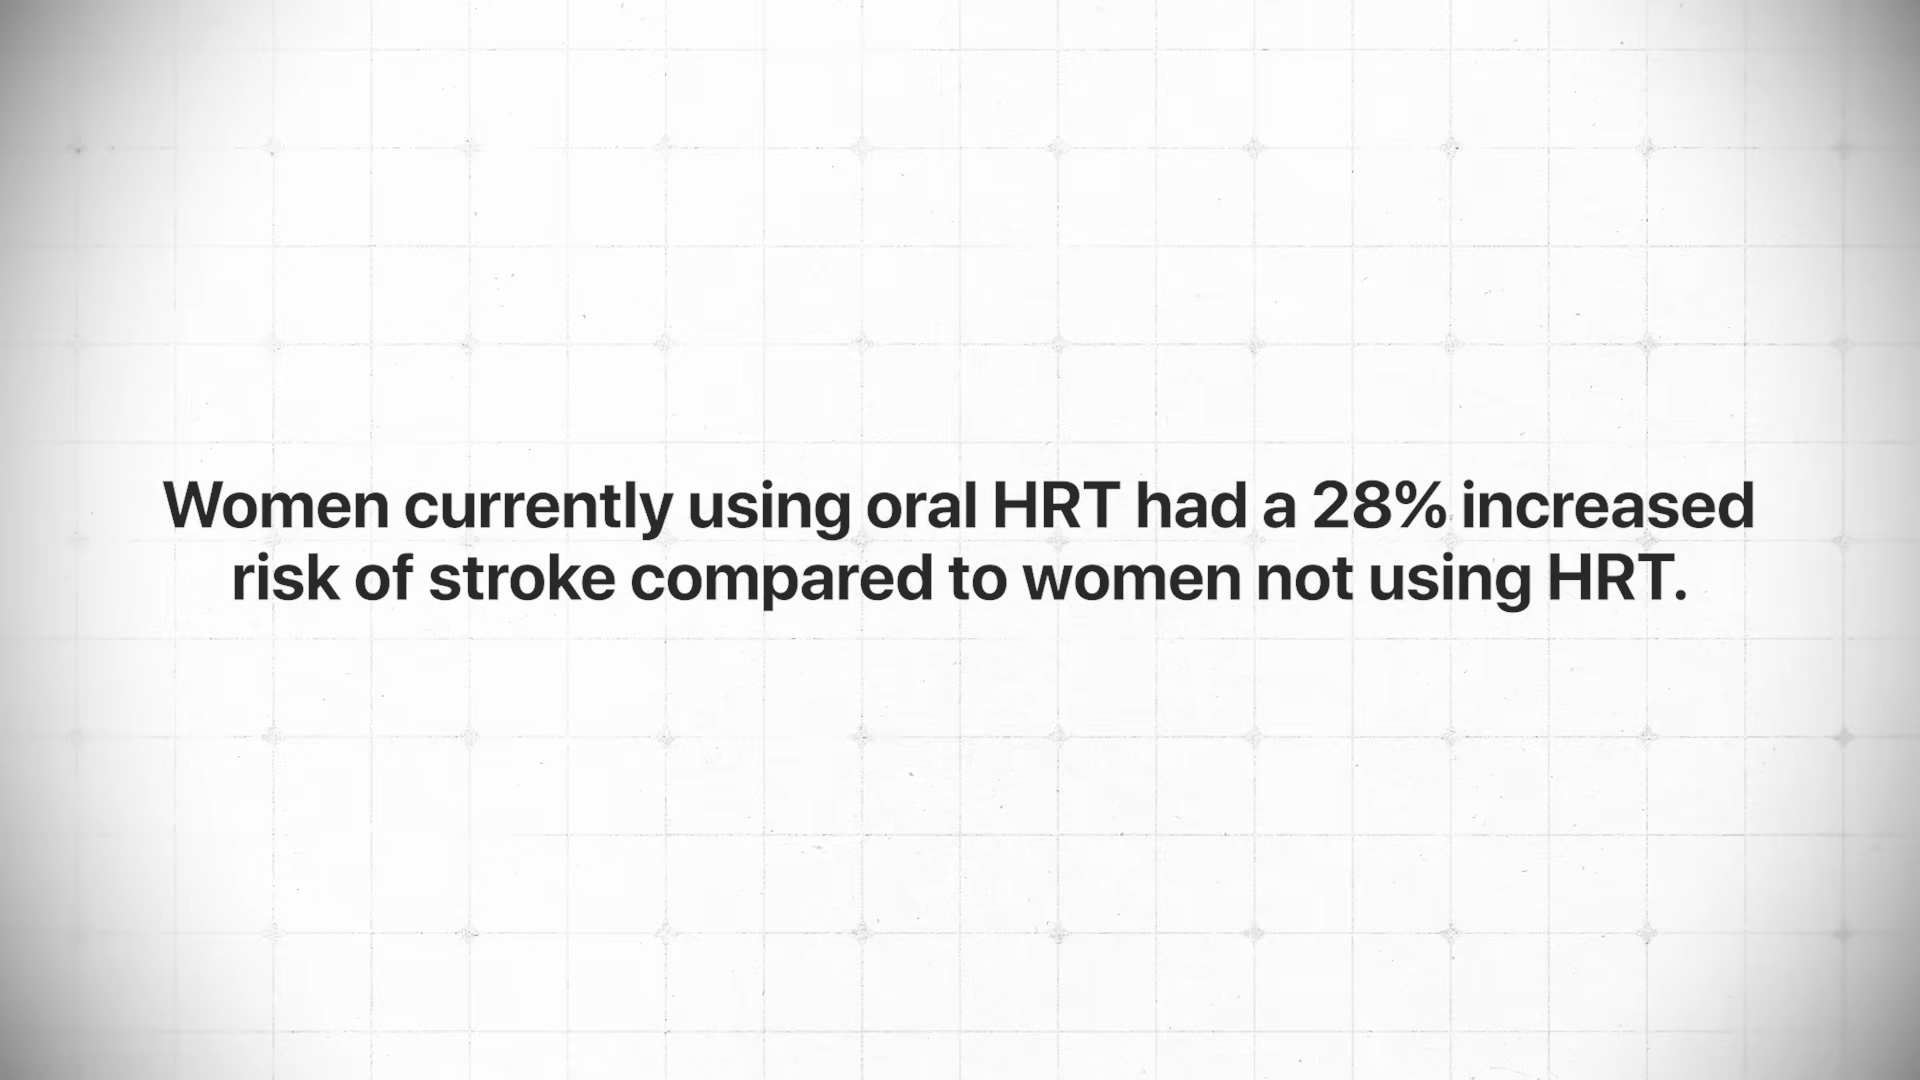 Women currently using oral HRT had a 28% increased
risk of stroke compared to women not using HRT.